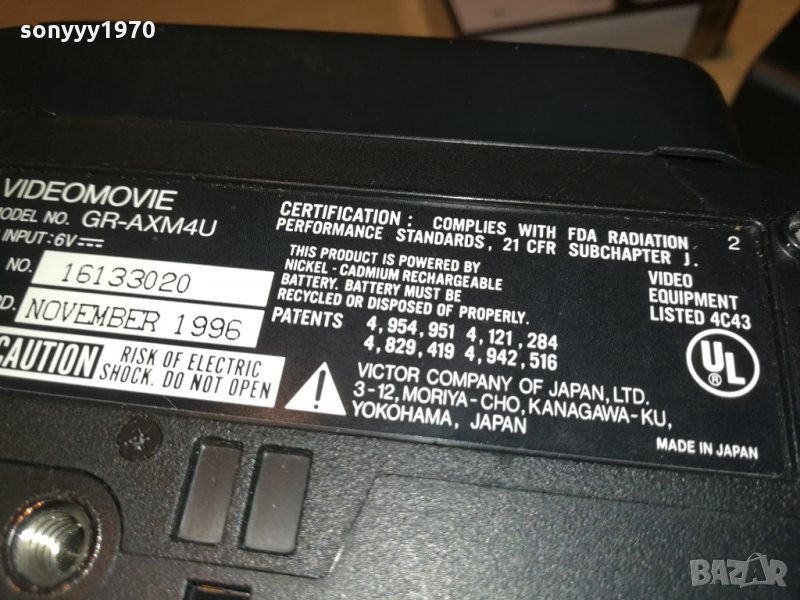 sonyyy1970
VIDEOMOVIE
MODEL NO. GR-AXM4U
INPUT: 6V
NO. 16133020
NOVEMBER 1996
CAUTION
RISK OF ELECTRIC
SHOCK. DO NOT OPEN
CERTIFICATION: COMPLIES WITH FDA RADIATION
PERFORMANCE STANDARDS, 21 CFR SUBCHAPTER J.
2
THIS PRODUCT IS POWERED BY
NICKEL-CADMIUM RECHARGEABLE
BATTERY. BATTERY MUST BE
RECYCLED OR DISPOSED OF PROPERLY.
VIDEO
EQUIPMENT
LISTED 4C43
PATENTS 4,954,951 4,121,284
4,829,419 4,942,516
UL
®
VICTOR COMPANY OF JAPAN, LTD.
3-12, MORIYA-CHO, KANAGAWA-KU,
YOKOHAMA, JAPAN
MADE IN JAPAN
BAZAR